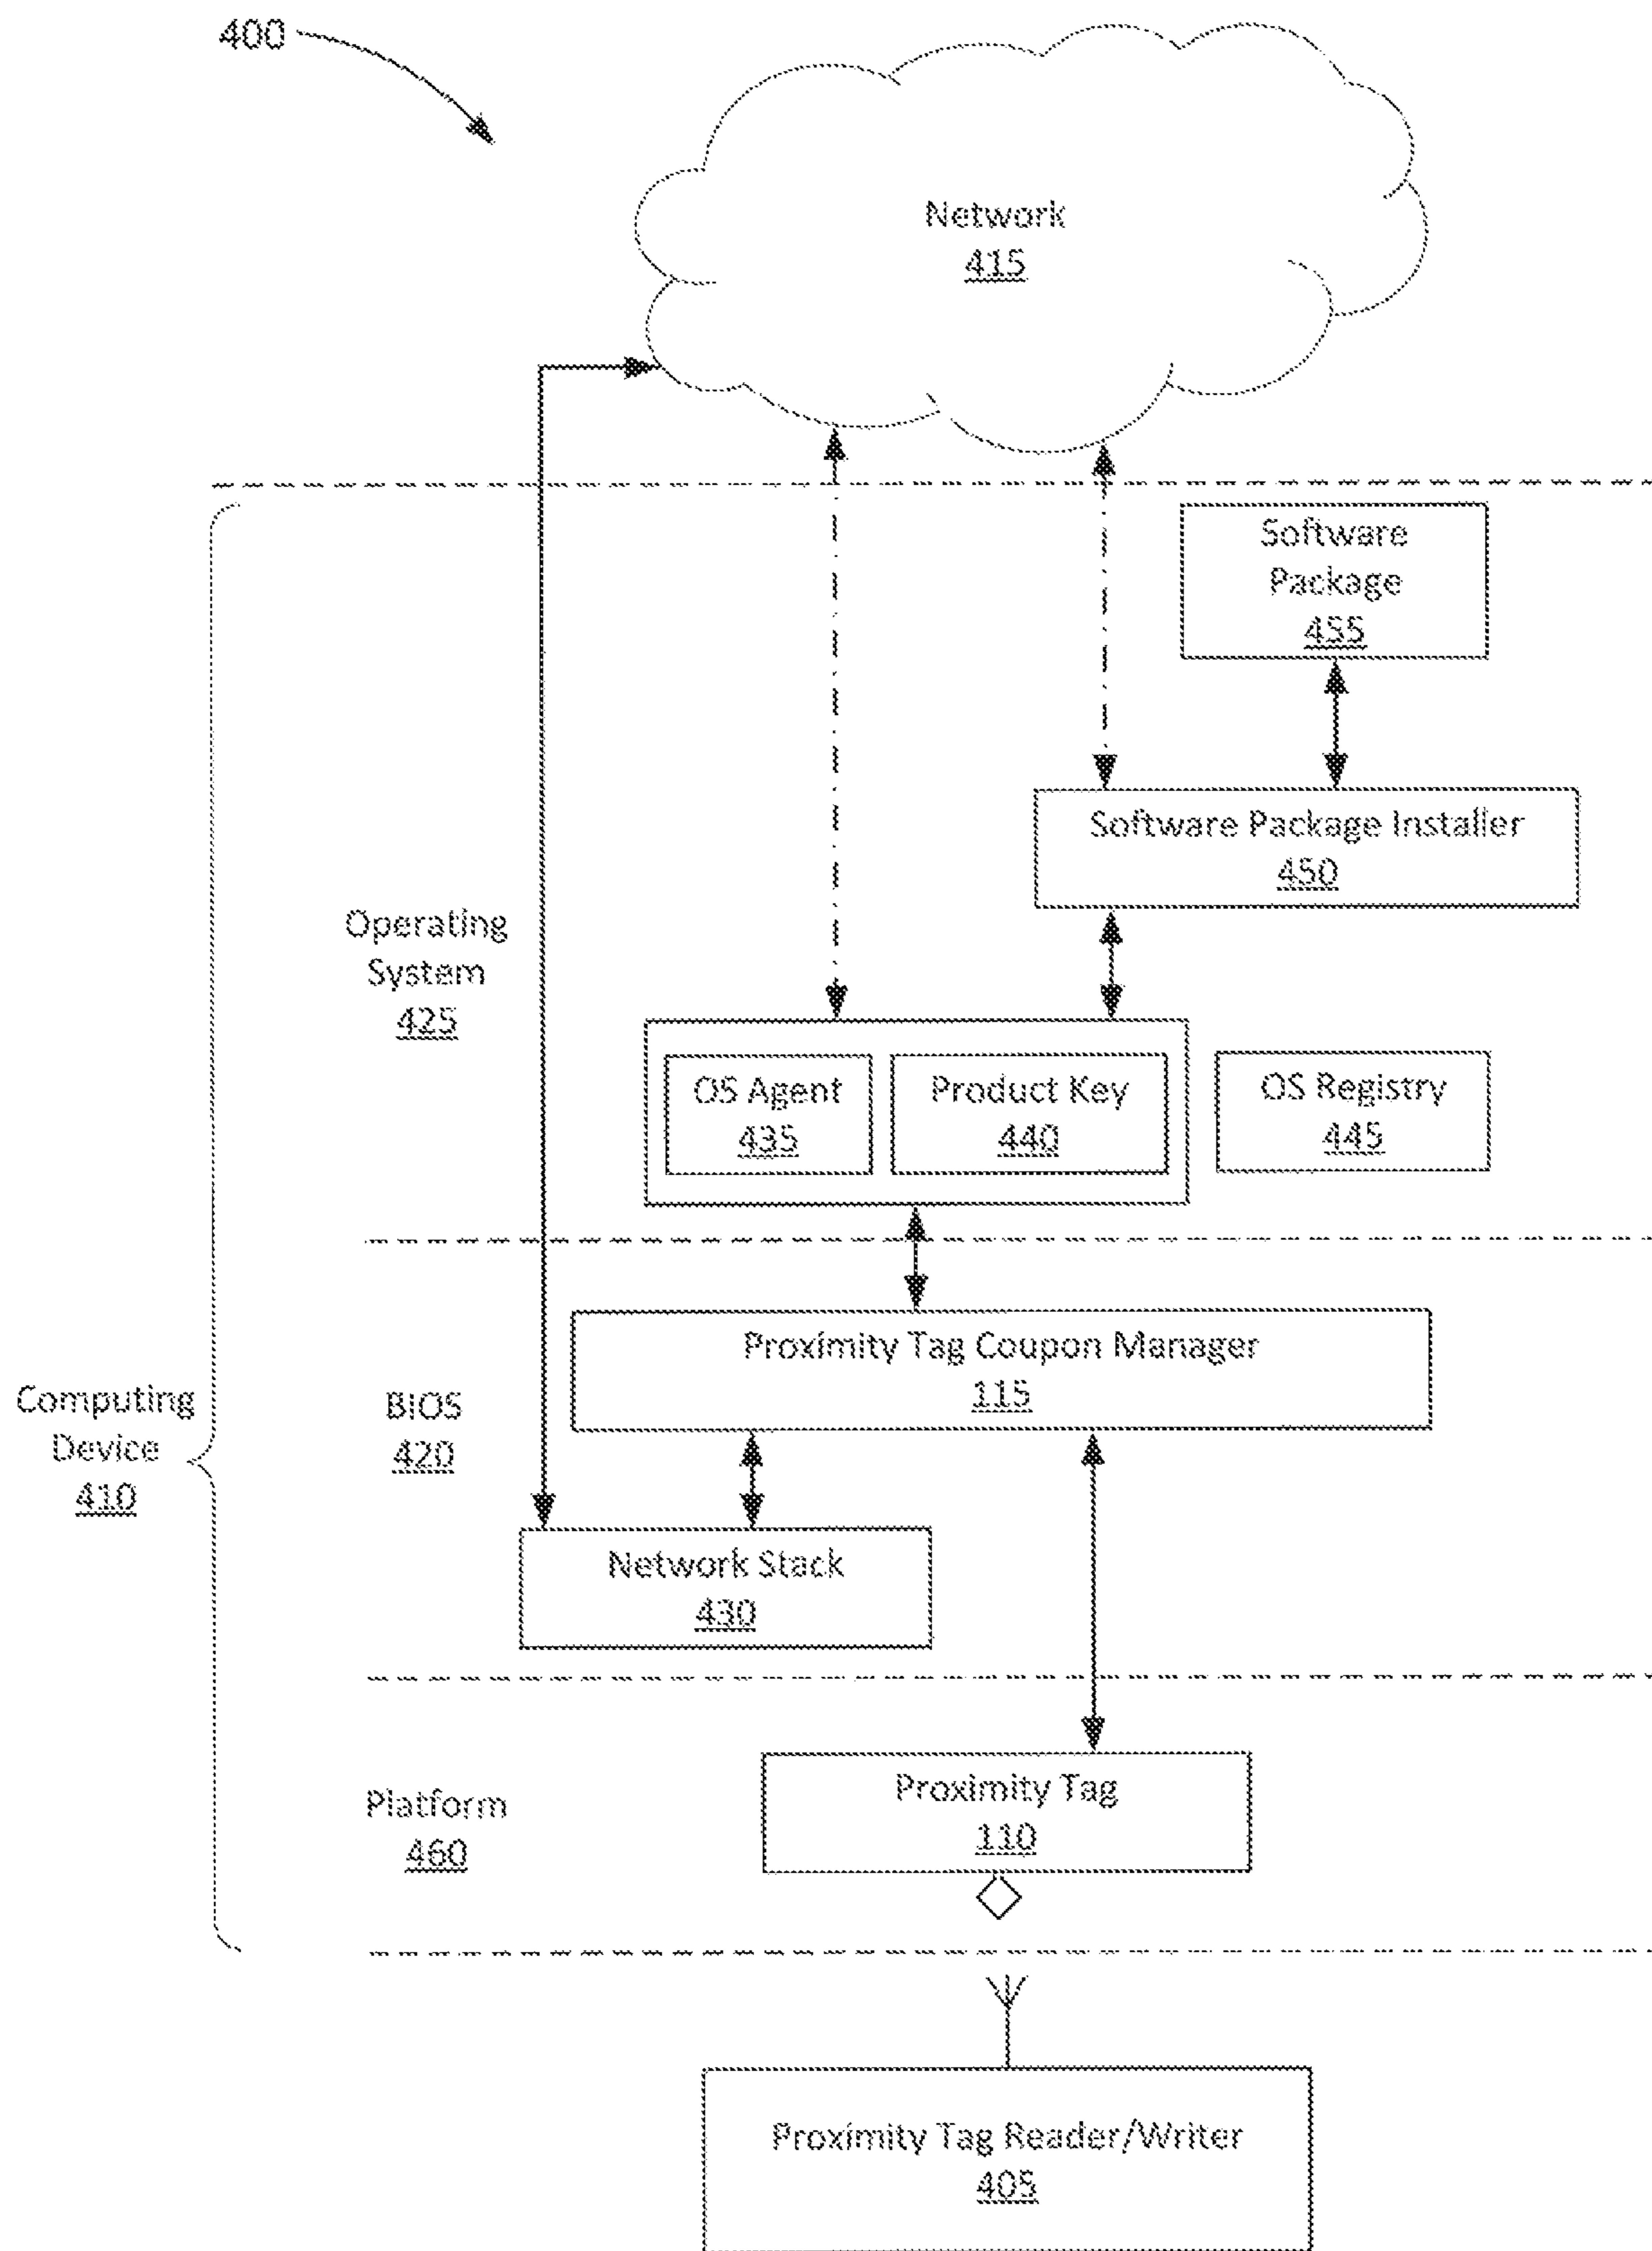 400
Network
415
Software
Package
455
Software Package Installer
450
Operating
System
425
OS Agent
435
Product Key
440
OS Registry
445
Proximity Tag Coupon Manager
115
Computing
Device
410
BIOS
420
Network Stack
430
Proximity Tag
110
Platform
460
Proximity Tag Reader/Writer
405